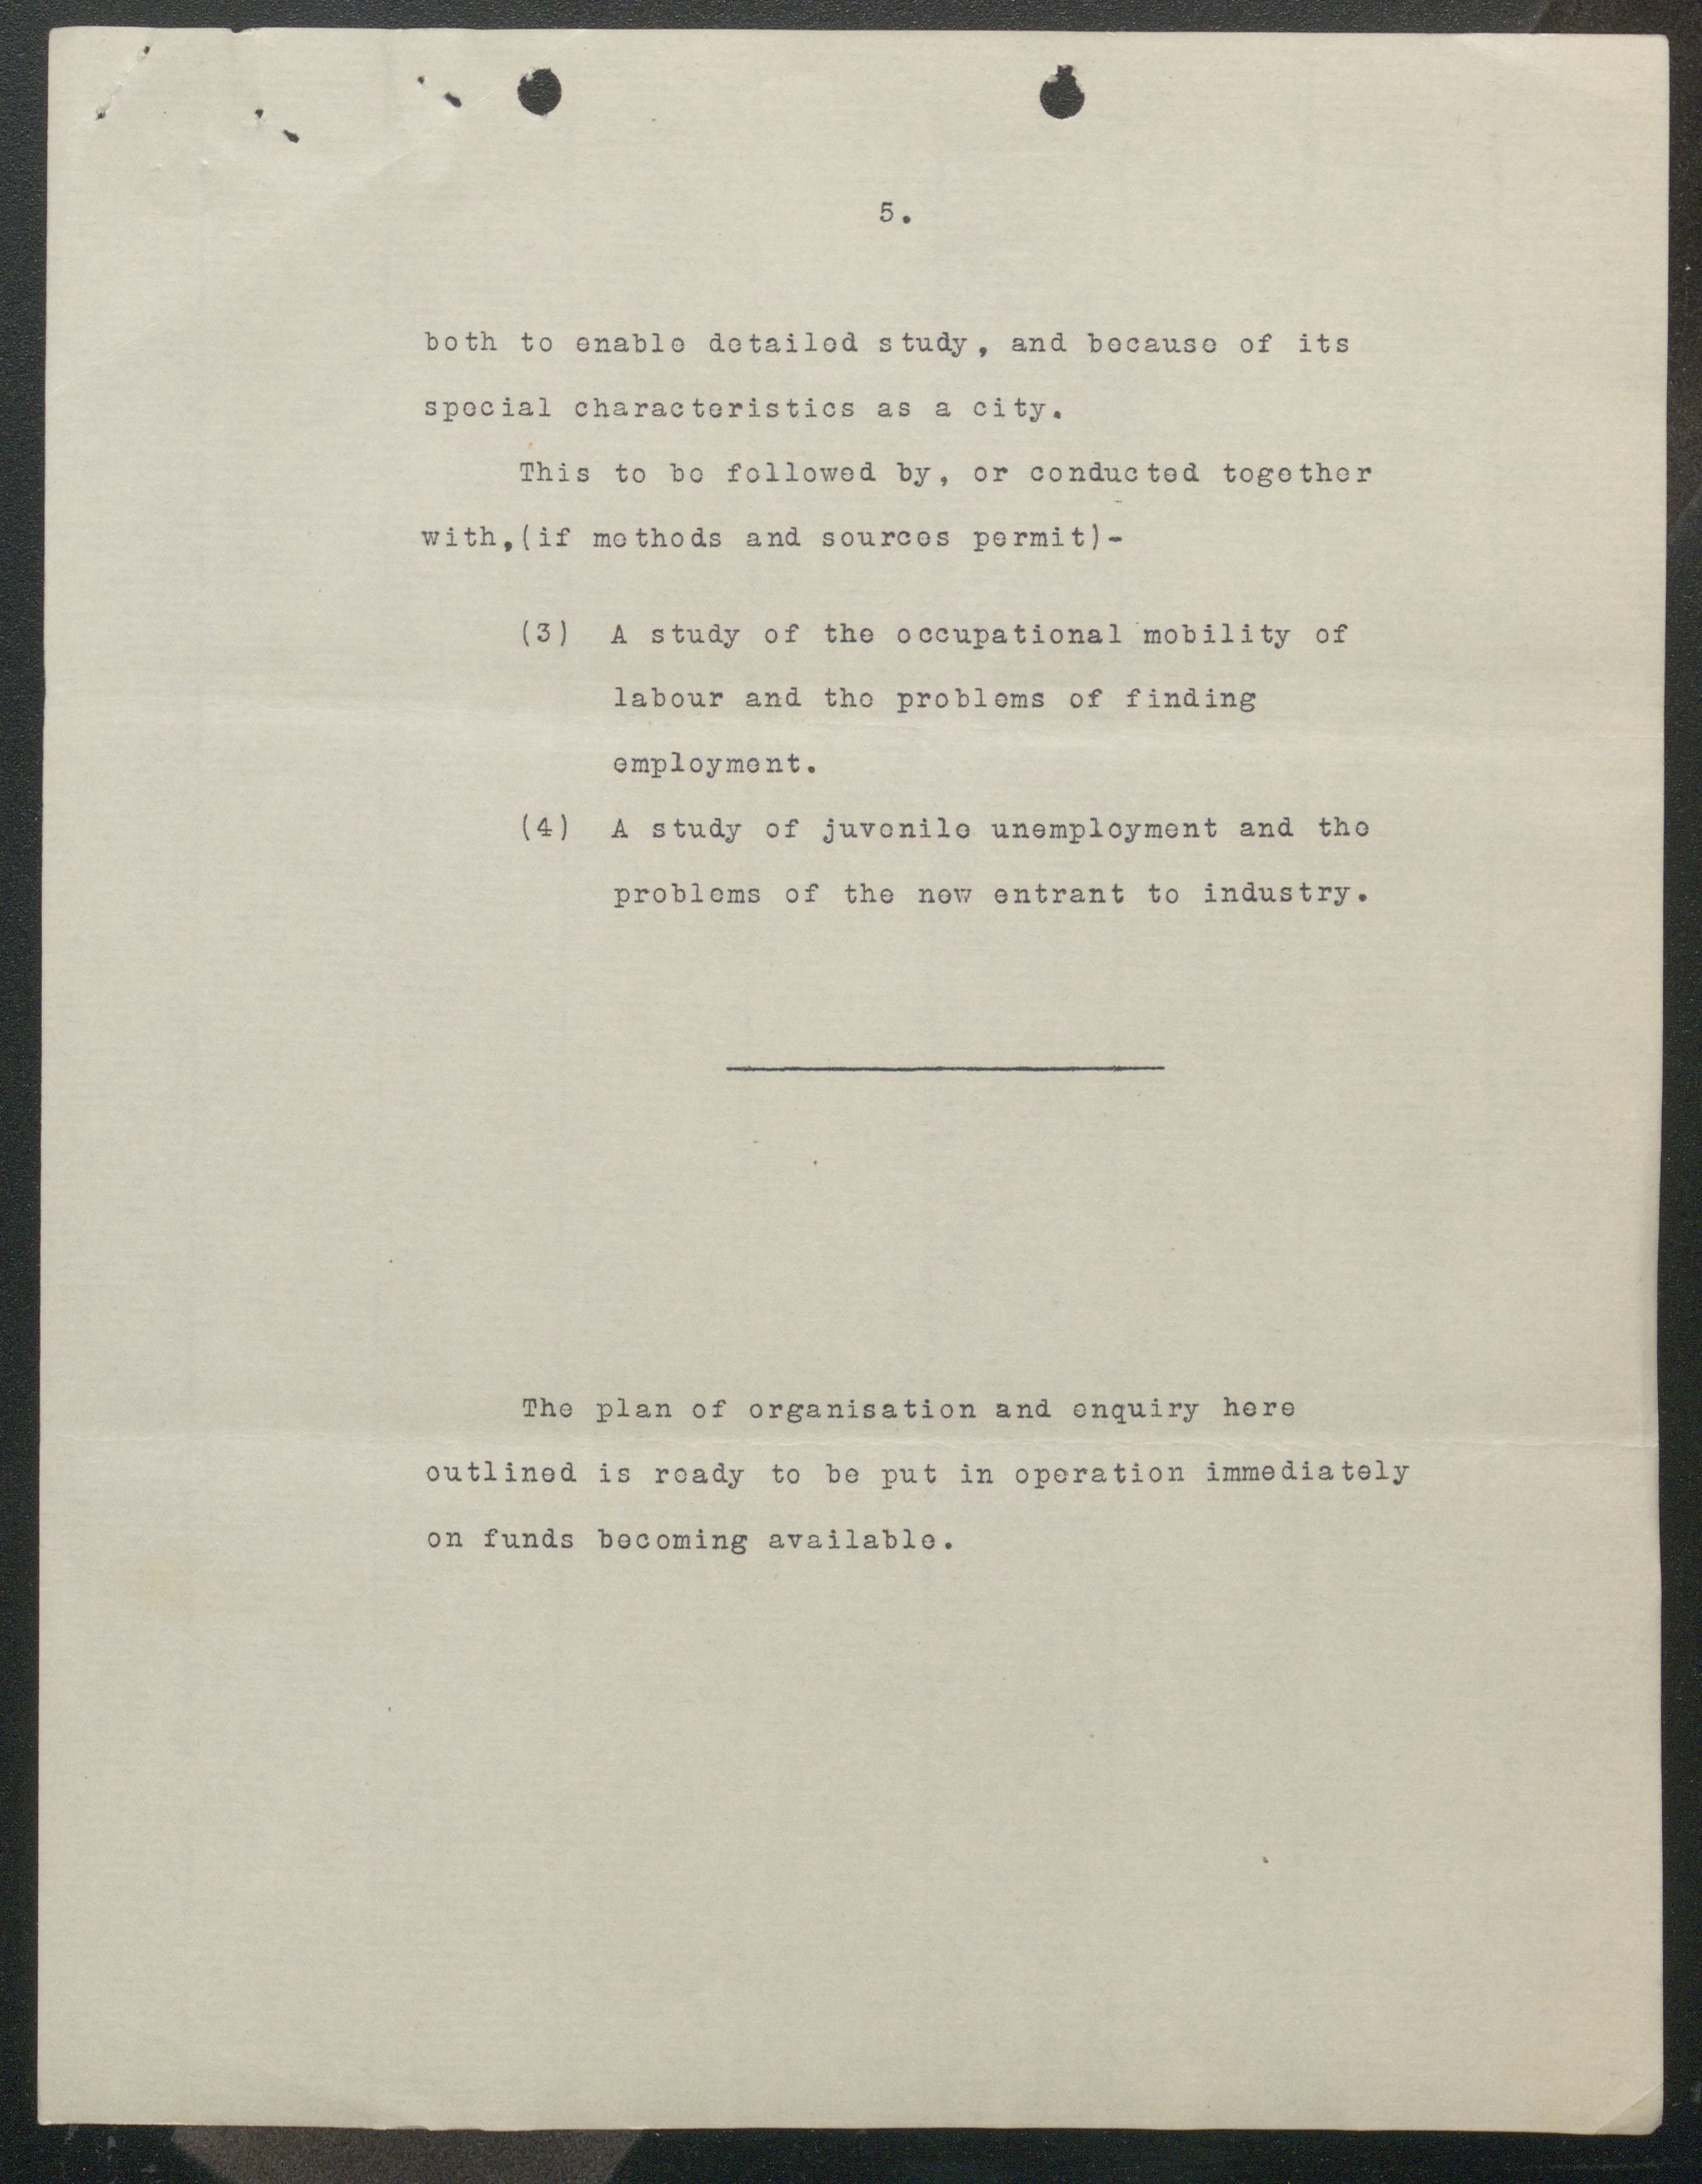 5.
both to enable detailed study, and because of its
special characteristics as a city.
This to be followed by, or conducted together
with,(if methods and sources permit)-
(3) A study of the occupational mobility of
labour and the problems of finding
employment.
(4) A study of juvenile unemployment and the
problems of the new entrant to industry.
The plan of organisation and enquiry here
outlined is ready to be put in operation immediately
on funds becoming available.